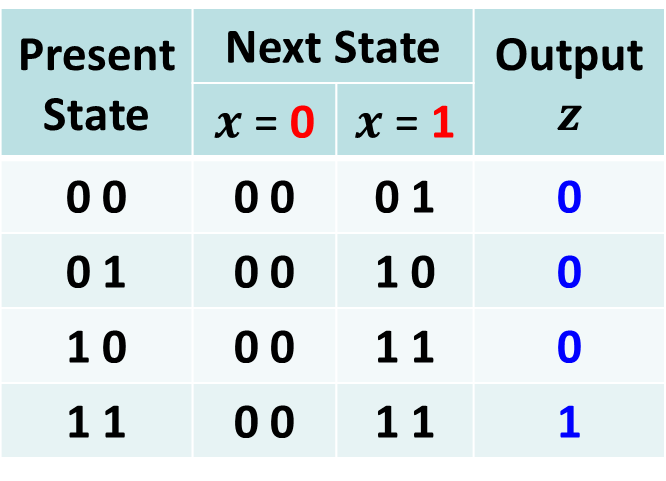 Present State Next State Output z
x = 0 x = 1
0 0 0 0 0 1 0
0 1 0 0 1 0 0
1 0 0 0 1 1 0
1 1 0 0 1 1 1